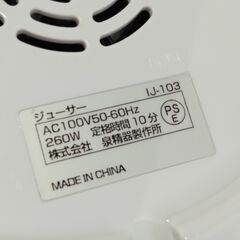 ジューサー IJ-103
AC100V50-60Hz
260W 定格時間10分
株式会社 泉精器製作所
PSE
MADE IN CHINA